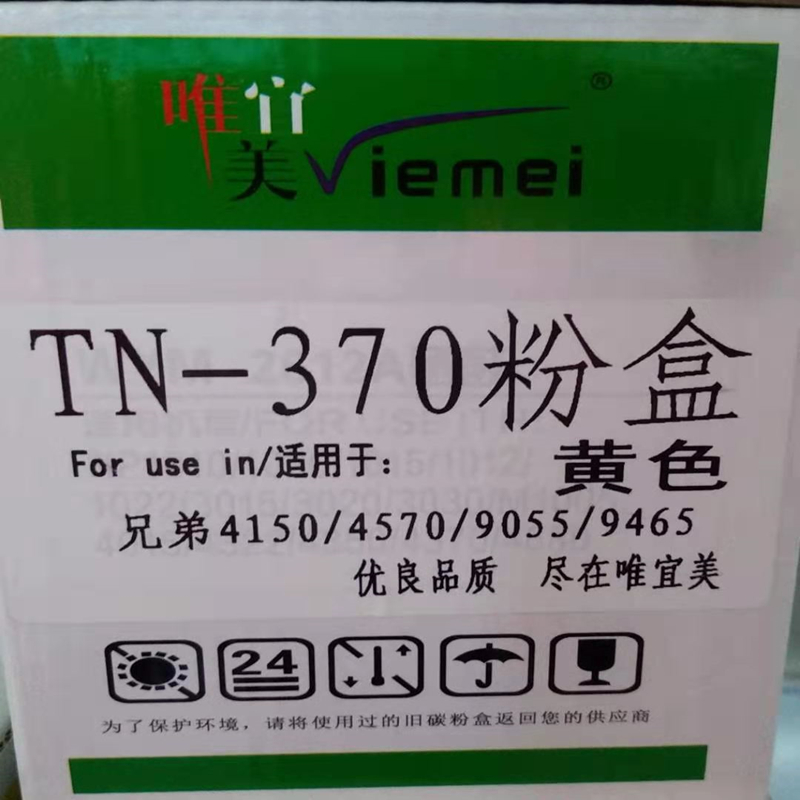 唯宜
美Viemei®
TN-370粉盒
For use in/适用于:
黄色
兄弟4150/4570/9055/9465
优良品质 尽在唯宜美
24
为了保护环境，请将使用过的旧碳粉盒返回您的供应商